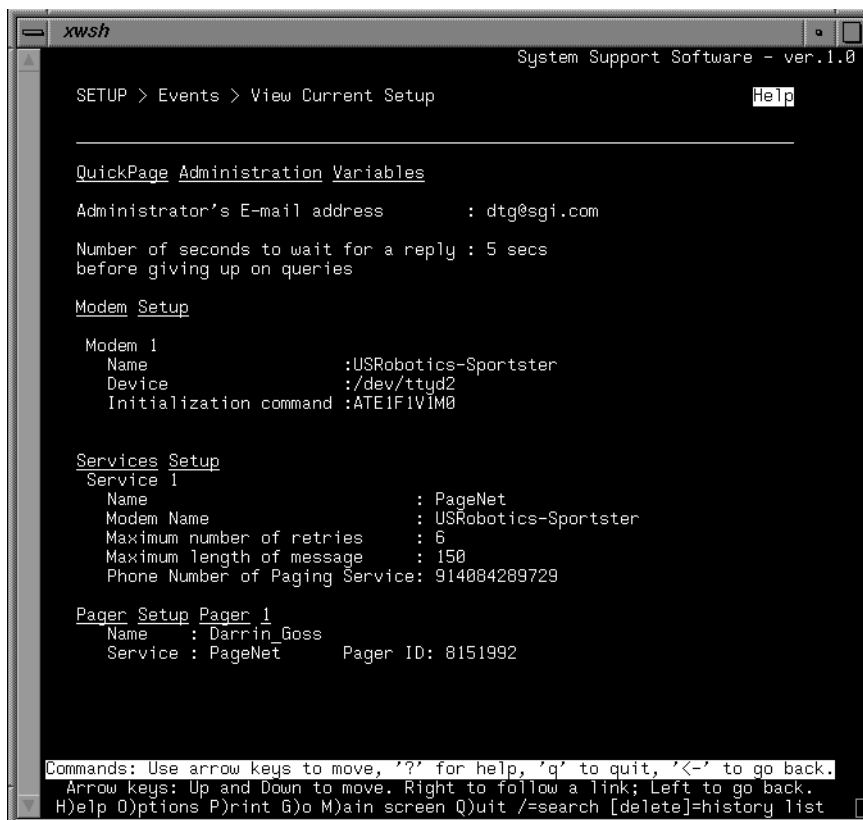 xwsh
System Support Software - ver.1.0
SETUP > Events > View Current Setup Help
QuickPage Administration Variables
Administrator's E-mail address : dtg@sgi.com
Number of seconds to wait for a reply : 5 secs
before giving up on queries
Modem Setup
Modem 1
Name :USRobotics-Sportster
Device :/dev/ttyd2
Initialization command :ATE1F1V1M0
Services Setup
Service 1
Name : PageNet
Modem Name : USRobotics-Sportster
Maximum number of retries : 6
Maximum length of message : 150
Phone Number of Paging Service: 914084289729
Pager Setup Pager 1
Name : Darrin_Goss
Service : PageNet Pager ID: 8151992
Commands: Use arrow keys to move, '?' for help, 'q' to quit, '<-' to go back.
Arrow keys: Up and Down to move. Right to follow a link; Left to go back.
H)elp O)ptions P)rint G)o M)ain screen Q)uit /=search [delete]=history list